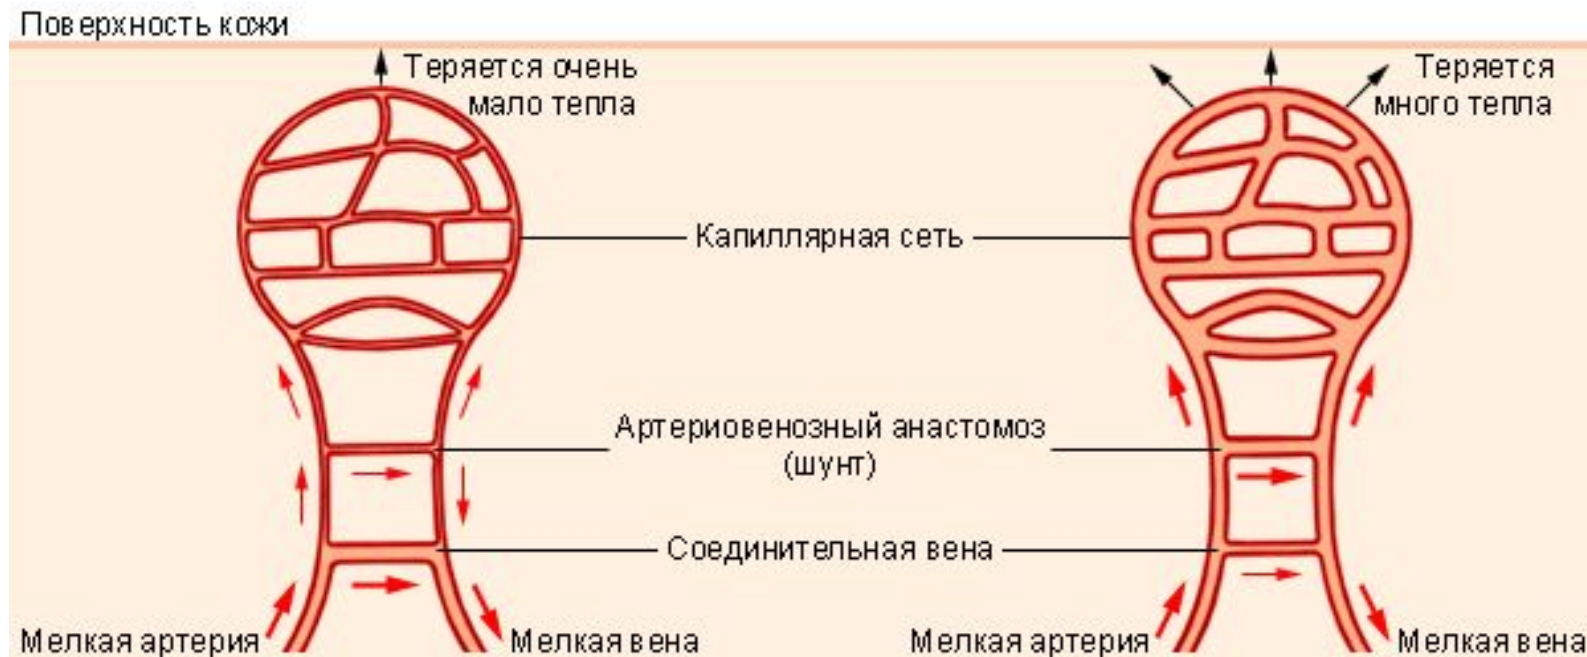 Поверхность кожи
Теряется очень
мало тепла
Теряется
много тепла
Капиллярная сеть
Артериовенозный анастомоз
(шунт)
Соединительная вена
Мелкая артерия
Мелкая вена
Мелкая артерия
Мелкая вена